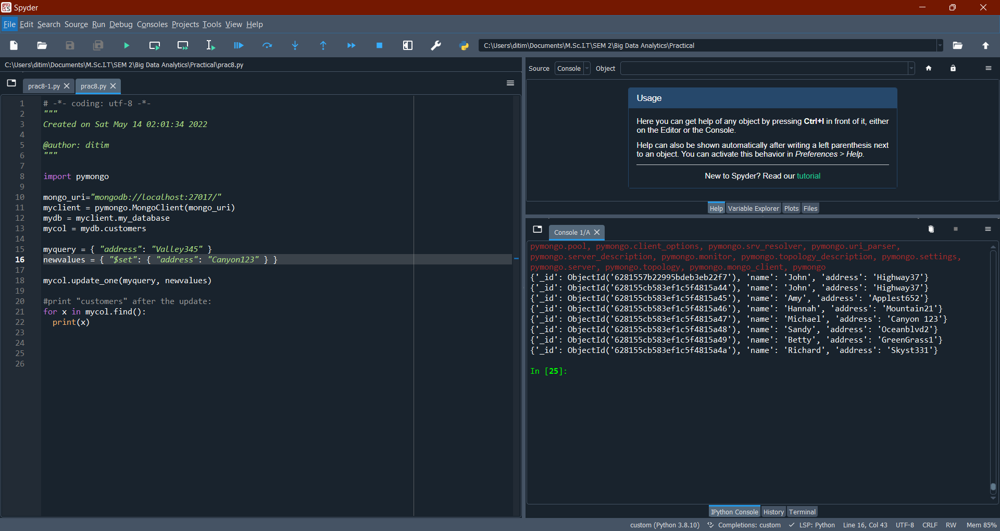 Spyder
File Edit Search Source Run Debug Consoles Projects Tools View Help
C:\Users\ditim\Documents\M.Sc.I.T\SEM 2\Big Data Analytics\Practical
C:\Users\ditim\Documents\M.Sc.I.T\SEM 2\Big Data Analytics\Practical\prac8.py
prac8-1.py prac8.py
1 # -*- coding: utf-8 -*-
2 """
3 Created on Sat May 14 02:01:34 2022
4
5 @author: ditim
6 """
7
8 import pymongo
9
10 mongo_uri="mongodb://localhost:27017/"
11 myclient = pymongo.MongoClient(mongo_uri)
12 mydb = myclient.my_database
13 mycol = mydb.customers
14
15 myquery = { "address": "Valley345" }
16 newvalues = { "$set": { "address": "Canyon123" } }
17
18 mycol.update_one(myquery, newvalues)
19
20 #print "customers" after the update:
21 for x in mycol.find():
22   print(x)
23
24
25
26
Source Console Object
Usage
Here you can get help of any object by pressing Ctrl+I in front of it, either
on the Editor or the Console.
Help can also be shown automatically after writing a left parenthesis next
to an object. You can activate this behavior in Preferences > Help.
New to Spyder? Read our tutorial
Help Variable Explorer Plots Files
Console 1/A
pymongo.pool, pymongo.client_options, pymongo.srv_resolver, pymongo.uri_parser,
pymongo.server_description, pymongo.monitor, pymongo.topology_description, pymongo.settings,
pymongo.server, pymongo.topology, pymongo.mongo_client, pymongo
{'_id': ObjectId('6281557b22995bdeb3eb22f7'), 'name': 'John', 'address': 'Highway37'}
{'_id': ObjectId('628155cb583ef1c5f4815a44'), 'name': 'John', 'address': 'Highway37'}
{'_id': ObjectId('628155cb583ef1c5f4815a45'), 'name': 'Amy', 'address': 'Applest652'}
{'_id': ObjectId('628155cb583ef1c5f4815a46'), 'name': 'Hannah', 'address': 'Mountain21'}
{'_id': ObjectId('628155cb583ef1c5f4815a47'), 'name': 'Michael', 'address': 'Canyon 123'}
{'_id': ObjectId('628155cb583ef1c5f4815a48'), 'name': 'Sandy', 'address': 'Oceanblvd2'}
{'_id': ObjectId('628155cb583ef1c5f4815a49'), 'name': 'Betty', 'address': 'GreenGrass1'}
{'_id': ObjectId('628155cb583ef1c5f4815a4a'), 'name': 'Richard', 'address': 'Skyst331'}
In [25]:
IPython Console History Terminal
custom (Python 3.8.10) Completions: custom LSP: Python Line 16, Col 43 UTF-8 CRLF RW Mem 85%